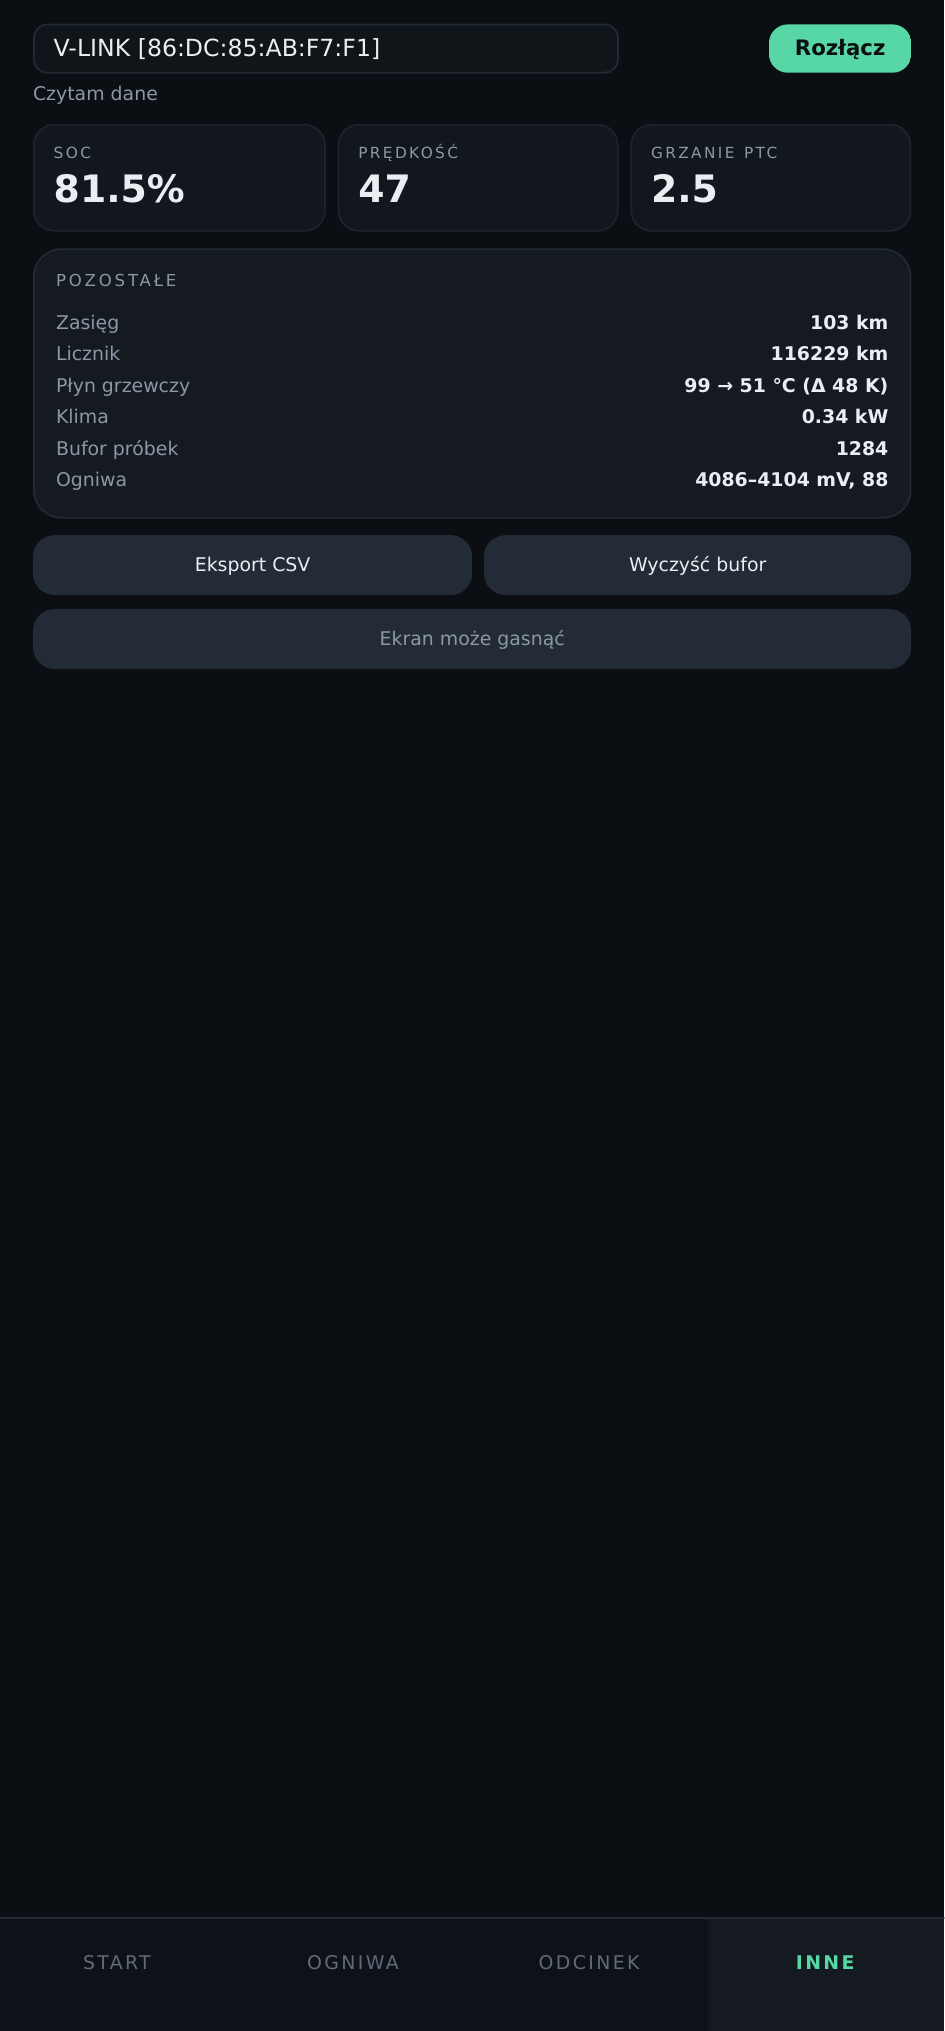 V-LINK [86:DC:85:AB:F7:F1]
Rozłącz
Czytam dane
SOC
81.5%
PRĘDKOŚĆ
47
GRZANIE PTC
2.5
POZOSTAŁE
Zasięg 103 km
Licznik 116229 km
Płyn grzewczy 99 → 51 °C (Δ 48 K)
Klima 0.34 kW
Bufor próbek 1284
Ogniwa 4086–4104 mV, 88
Eksport CSV
Wyczyść bufor
Ekran może gasnąć
START
OGNIWA
ODCINEK
INNE